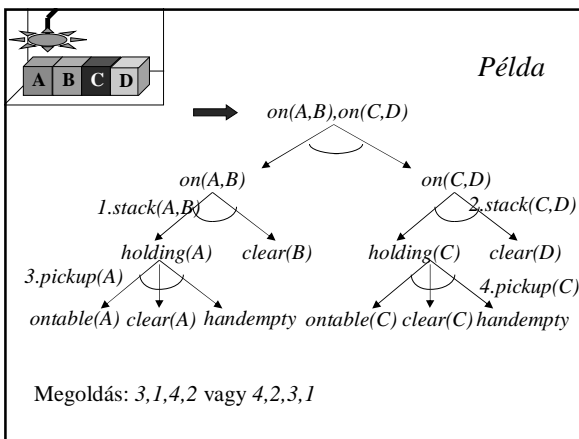 A B C D
Példa
on(A,B),on(C,D)
on(A,B) on(C,D)
1.stack(A,B) 2.stack(C,D)
holding(A) clear(B) holding(C) clear(D)
3.pickup(A) 4.pickup(C)
ontable(A) clear(A) handempty ontable(C) clear(C) handempty
Megoldás: 3,1,4,2 vagy 4,2,3,1